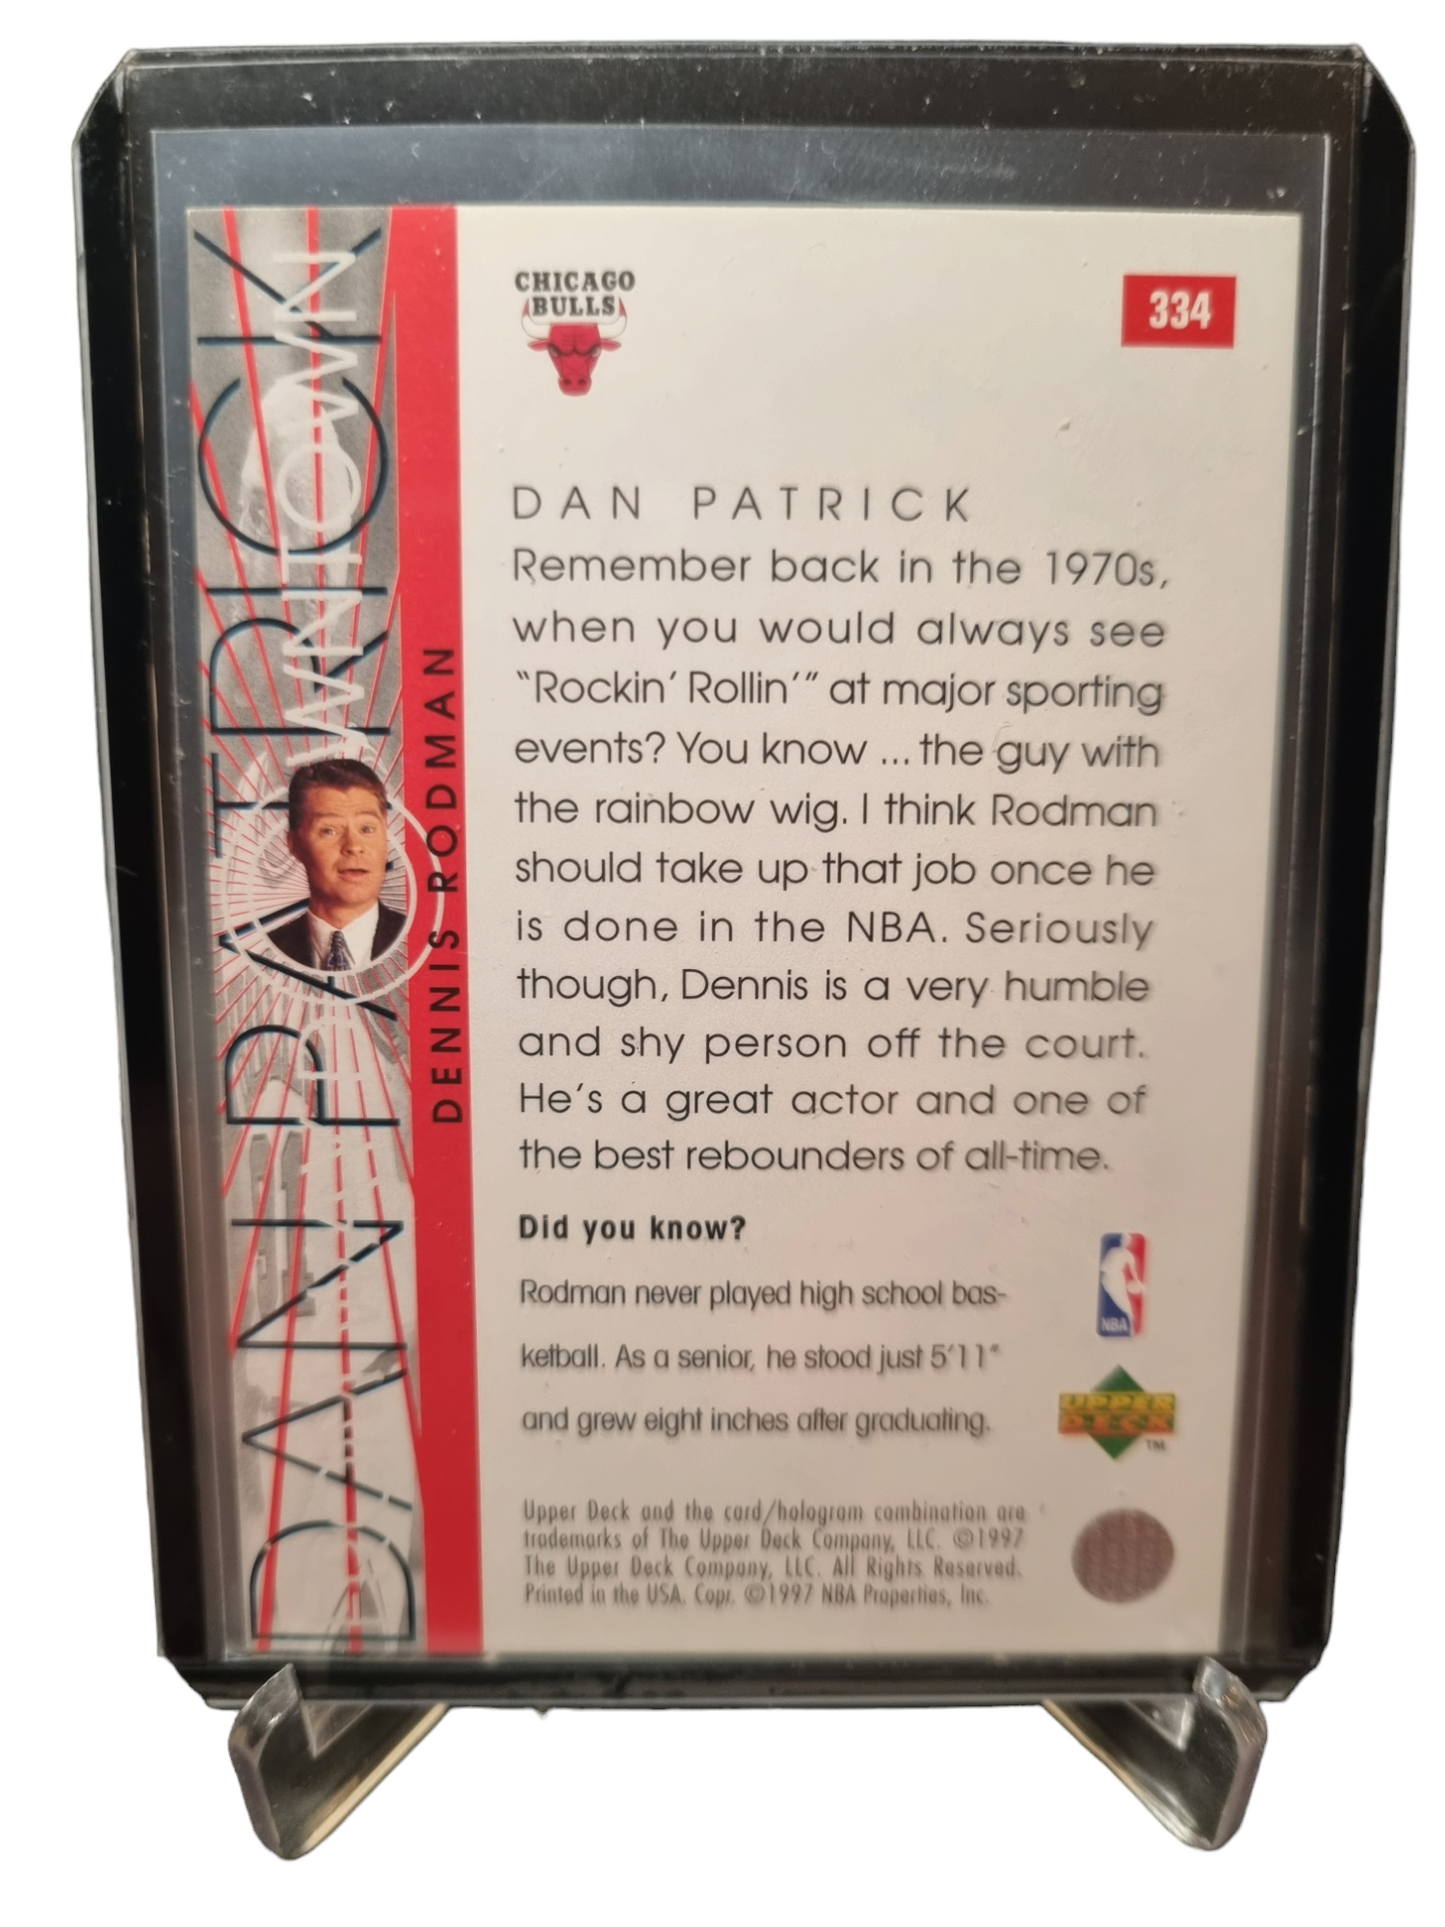 CHICAGO
BULLS
334
DAN PATRICK
DOWNTOWN
DENNIS RODMAN
DAN PATRICK
Remember back in the 1970s,
when you would always see
“Rockin’ Rollin’” at major sporting
events? You know ... the guy with
the rainbow wig. I think Rodman
should take up that job once he
is done in the NBA. Seriously
though, Dennis is a very humble
and shy person off the court.
He’s a great actor and one of
the best rebounders of all-time.
Did you know?
Rodman never played high school bas-
ketball. As a senior, he stood just 5’11"
and grew eight inches after graduating.
NBA
UPPER
DECK
TM
Upper Deck and the card/hologram combination are
trademarks of The Upper Deck Company, LLC. ©1997
The Upper Deck Company, LLC. All Rights Reserved.
Printed in the USA. Copr. ©1997 NBA Properties, Inc.